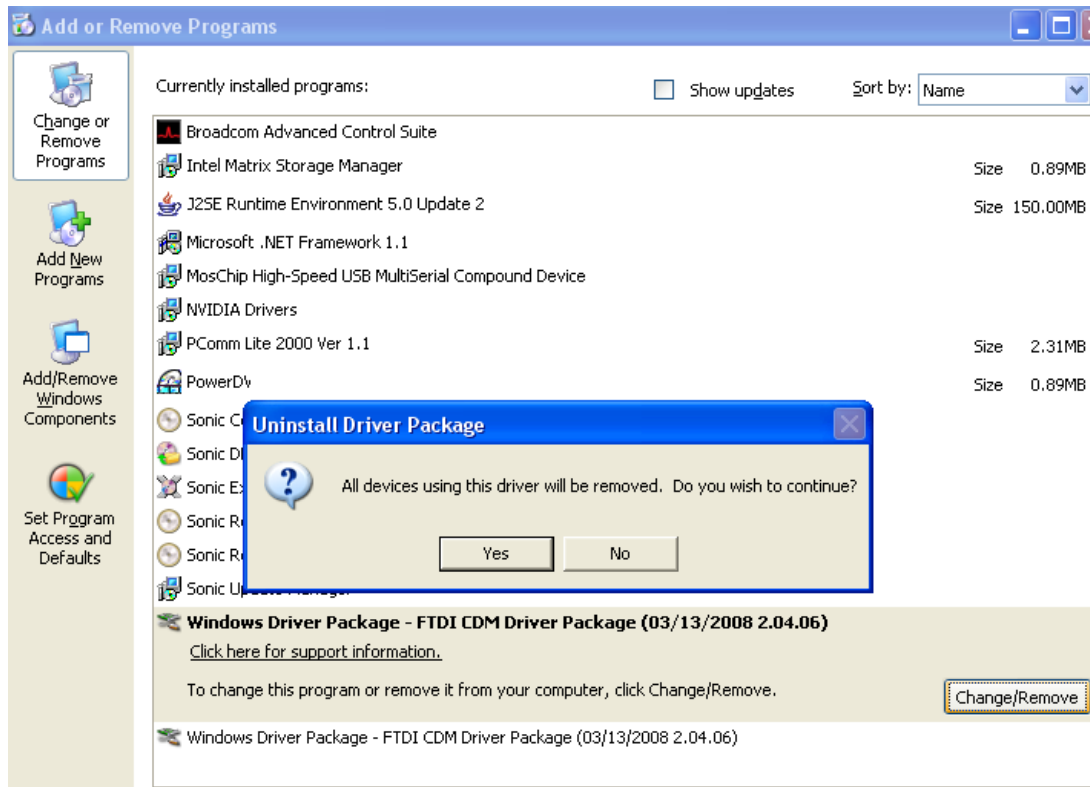 Add or Remove Programs
Change or
Remove
Programs
Add New
Programs
Add/Remove
Windows
Components
Set Program
Access and
Defaults
Currently installed programs:
Show updates
Sort by: Name
Broadcom Advanced Control Suite
Intel Matrix Storage Manager Size 0.89MB
J2SE Runtime Environment 5.0 Update 2 Size 150.00MB
Microsoft .NET Framework 1.1
MosChip High-Speed USB MultiSerial Compound Device
NVIDIA Drivers
PComm Lite 2000 Ver 1.1 Size 2.31MB
Size 0.89MB
Sonic
Sonic
Sonic
Sonic
Sonic
Sonic
Uninstall Driver Package
All devices using this driver will be removed. Do you wish to continue?
Yes No
Windows Driver Package - FTDI CDM Driver Package (03/13/2008 2.04.06)
Click here for support information.
To change this program or remove it from your computer, click Change/Remove.
Change/Remove
Windows Driver Package - FTDI CDM Driver Package (03/13/2008 2.04.06)